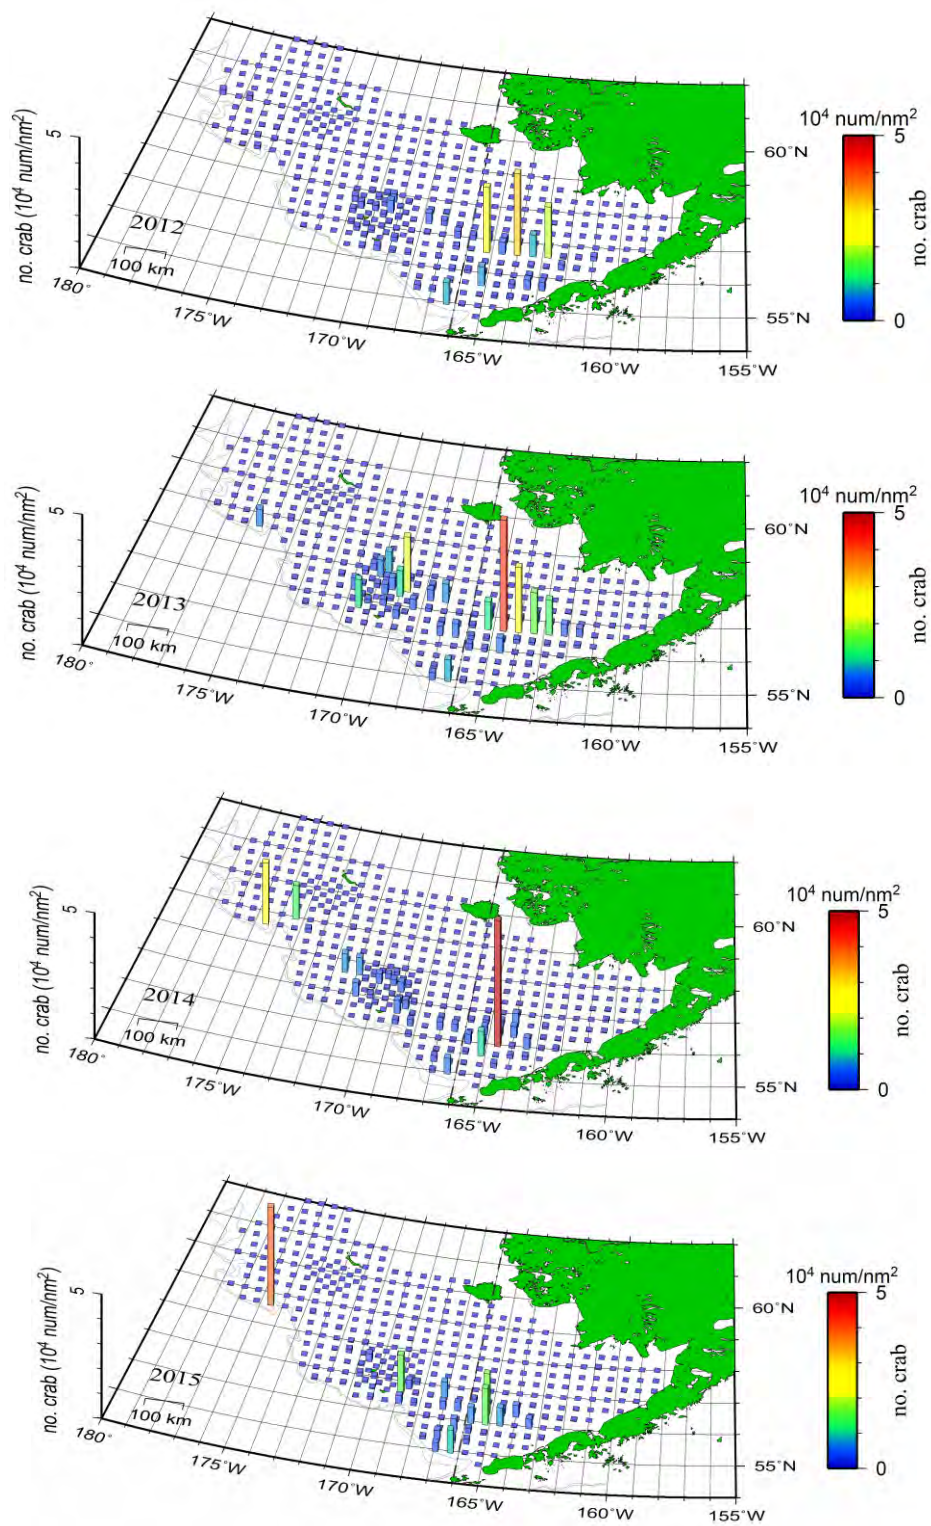 10⁴ num/nm²
5
0
no. crab
no. crab (10⁴ num/nm²)
5
2012
100 km
180°
175°W
170°W
165°W
160°W
155°W
60°N
55°N
10⁴ num/nm²
5
0
no. crab
no. crab (10⁴ num/nm²)
5
2013
100 km
180°
175°W
170°W
165°W
160°W
155°W
60°N
55°N
10⁴ num/nm²
5
0
no. crab
no. crab (10⁴ num/nm²)
5
2014
100 km
180°
175°W
170°W
165°W
160°W
155°W
60°N
55°N
10⁴ num/nm²
5
0
no. crab
no. crab (10⁴ num/nm²)
5
2015
100 km
180°
175°W
170°W
165°W
160°W
155°W
60°N
55°N